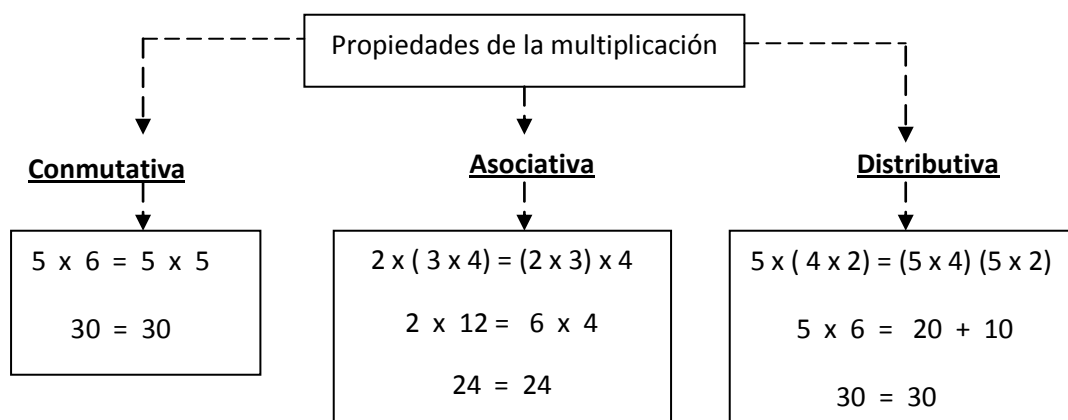 Propiedades de la multiplicación
Conmutativa
5 x 6 = 5 x 5
30 = 30
Asociativa
2 x ( 3 x 4) = (2 x 3) x 4
2 x 12 = 6 x 4
24 = 24
Distributiva
5 x ( 4 x 2) = (5 x 4) (5 x 2)
5 x 6 = 20 + 10
30 = 30